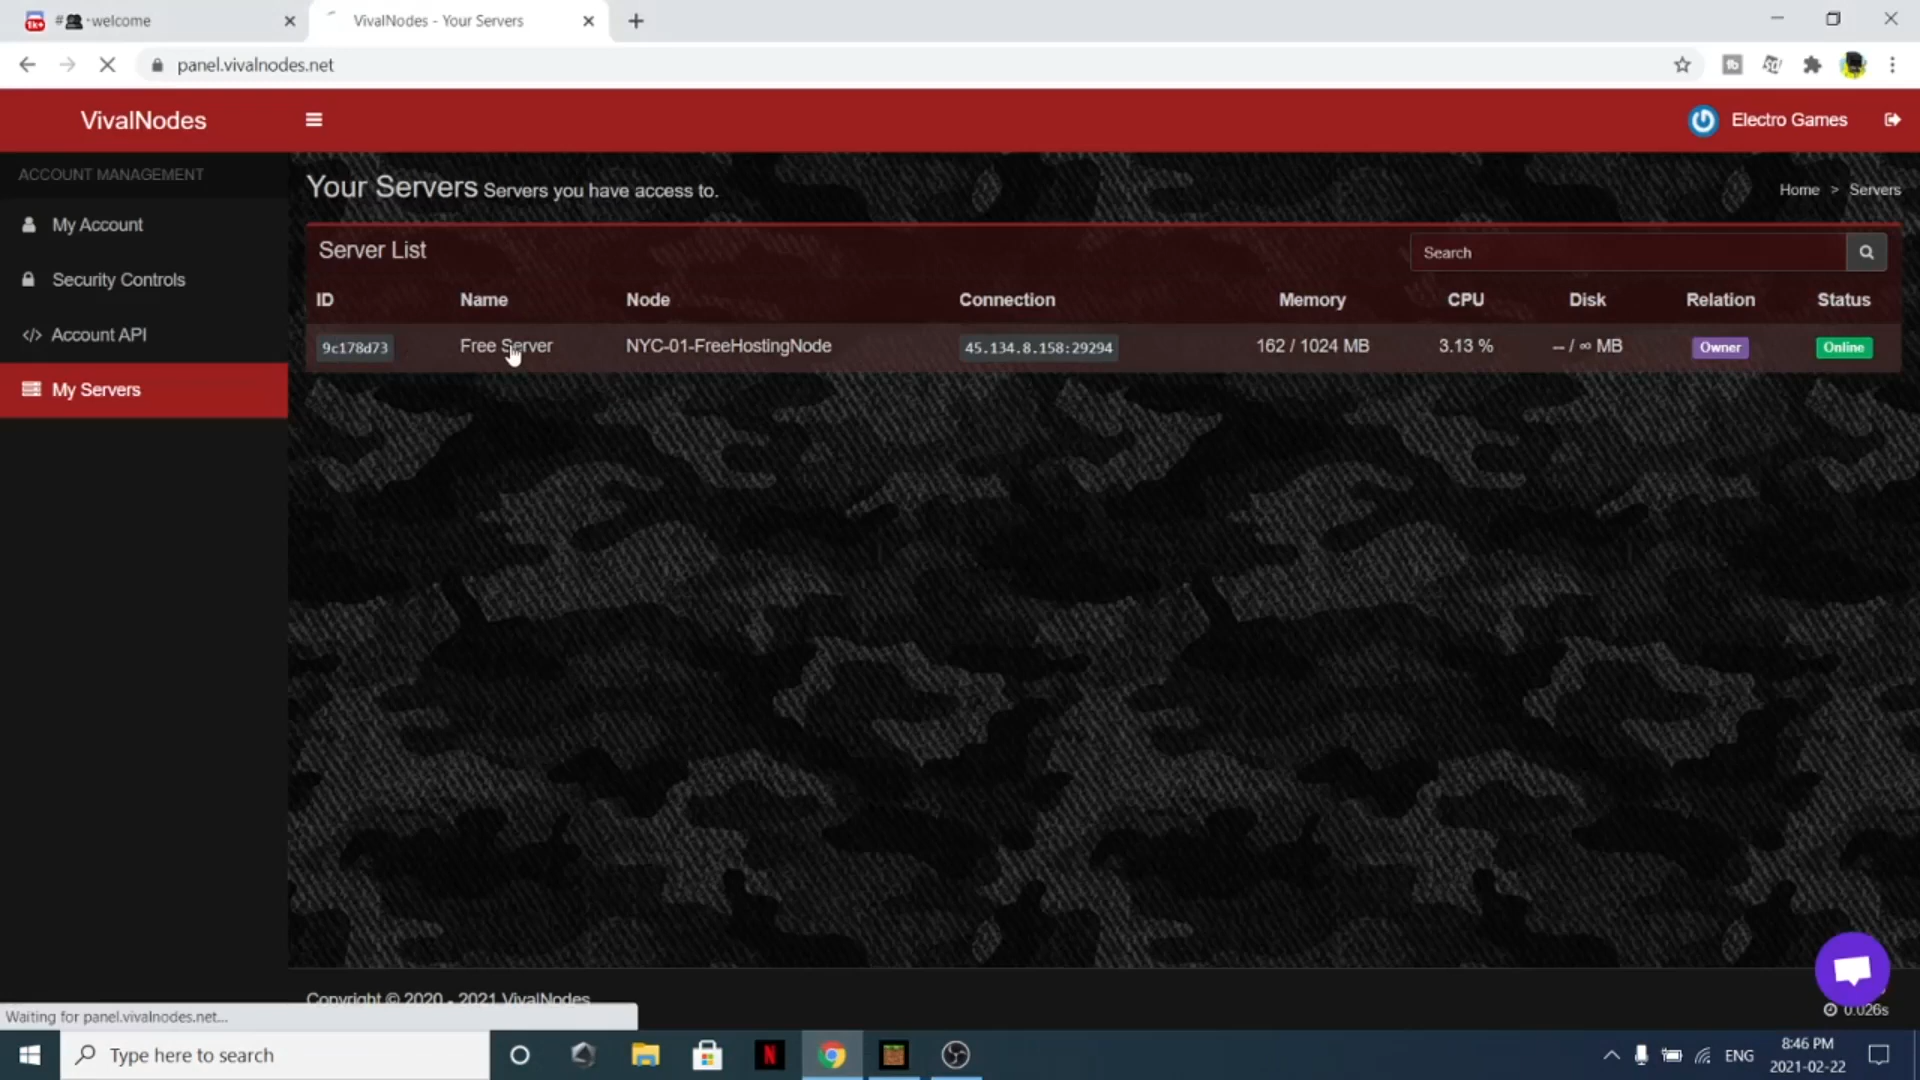 #👥·welcome
VivalNodes - Your Servers
panel.vivalnodes.net
VivalNodes
Electro Games
ACCOUNT MANAGEMENT
My Account
Security Controls
Account API
My Servers
Your Servers Servers you have access to.
Home > Servers
Server List
Search
ID Name Node Connection Memory CPU Disk Relation Status
9c178d73 Free Server NYC-01-FreeHostingNode 45.134.8.158:29294 162 / 1024 MB 3.13 % -- / ∞ MB Owner Online
Copyright © 2020 - 2021 VivalNodes
0.026s
Waiting for panel.vivalnodes.net...
Type here to search
ENG
8:46 PM
2021-02-22